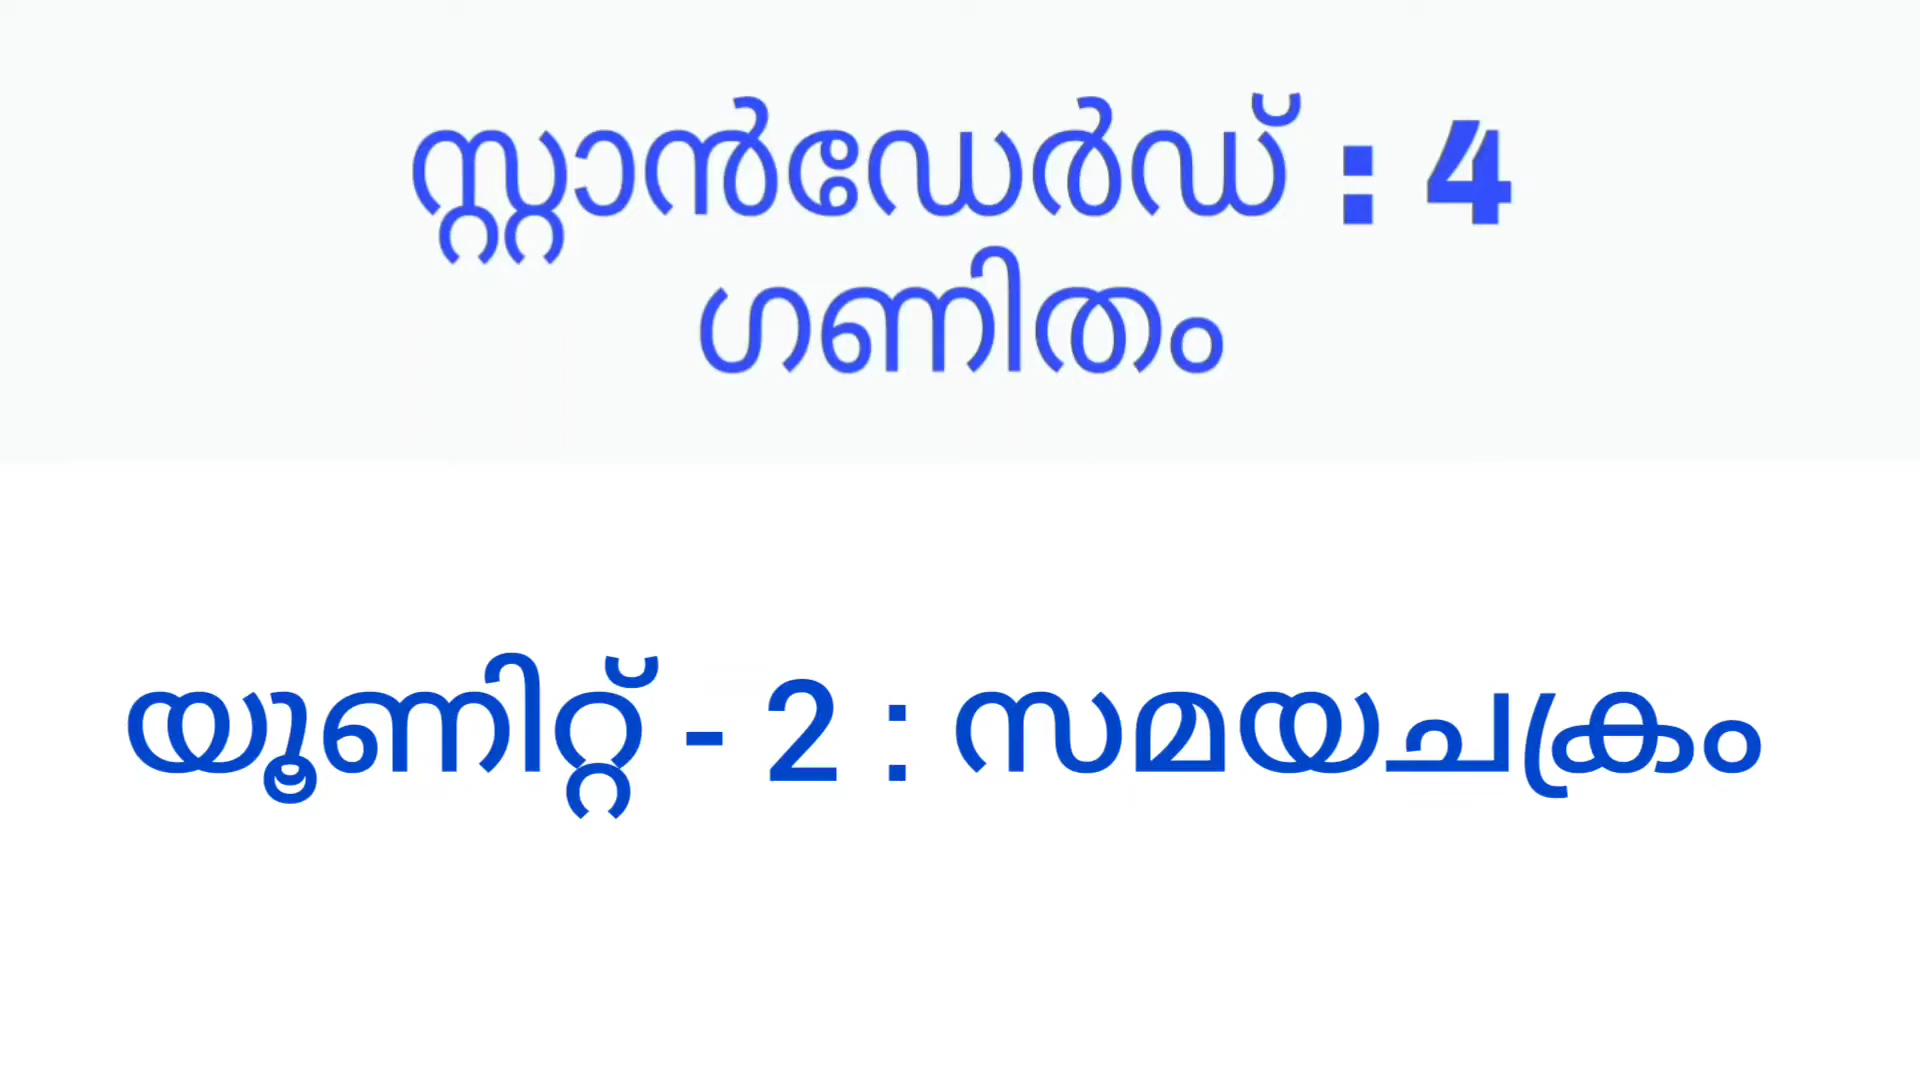 സ്റ്റാൻഡേർഡ് : 4
ഗണിതം
യൂണിറ്റ് - 2 : സമയചക്രം